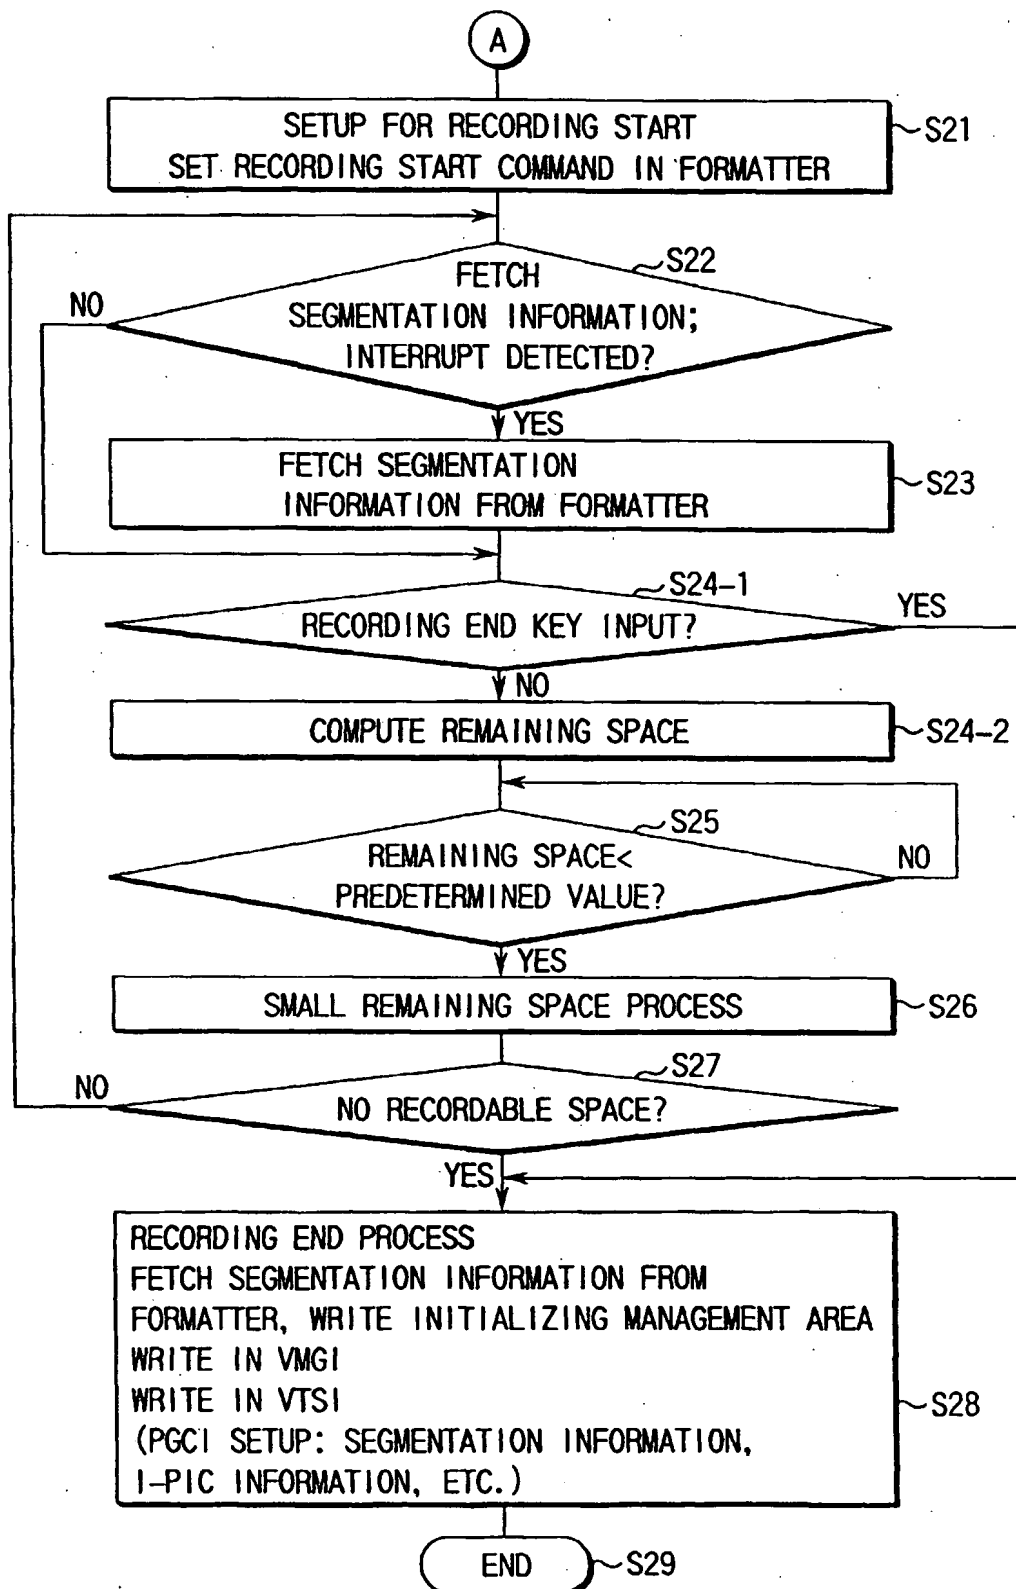 A
SETUP FOR RECORDING START
SET RECORDING START COMMAND IN FORMATTER
S21
S22
FETCH
SEGMENTATION INFORMATION;
INTERRUPT DETECTED?
NO
YES
FETCH SEGMENTATION
INFORMATION FROM FORMATTER
S23
S24-1
RECORDING END KEY INPUT?
YES
NO
COMPUTE REMAINING SPACE
S24-2
S25
REMAINING SPACE<
PREDETERMINED VALUE?
NO
YES
SMALL REMAINING SPACE PROCESS
S26
S27
NO RECORDABLE SPACE?
NO
YES
RECORDING END PROCESS
FETCH SEGMENTATION INFORMATION FROM
FORMATTER, WRITE INITIALIZING MANAGEMENT AREA
WRITE IN VMGI
WRITE IN VTSI
(PGCI SETUP: SEGMENTATION INFORMATION,
I-PIC INFORMATION, ETC.)
S28
END
S29